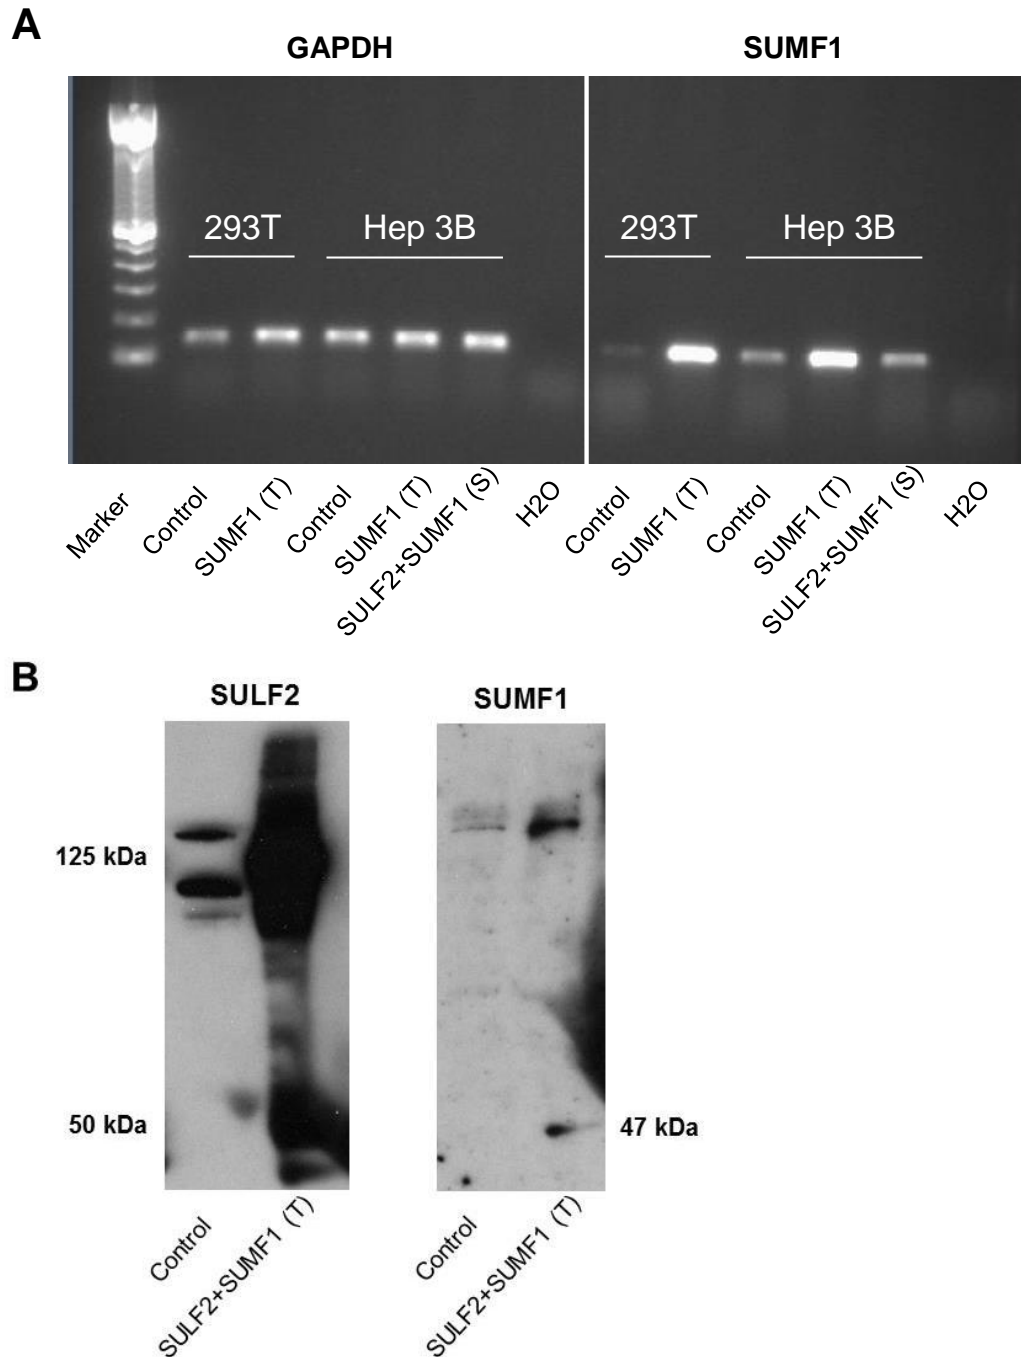 A
GAPDH SUMF1
293T Hep 3B 293T Hep 3B
Marker Control SUMF1 (T) Control SUMF1 (T) SULF2+SUMF1 (S) H2O Control SUMF1 (T) Control SUMF1 (T) SULF2+SUMF1 (S) H2O
B
SULF2 SUMF1
125 kDa
50 kDa 47 kDa
Control SULF2+SUMF1 (T) Control SULF2+SUMF1 (T)